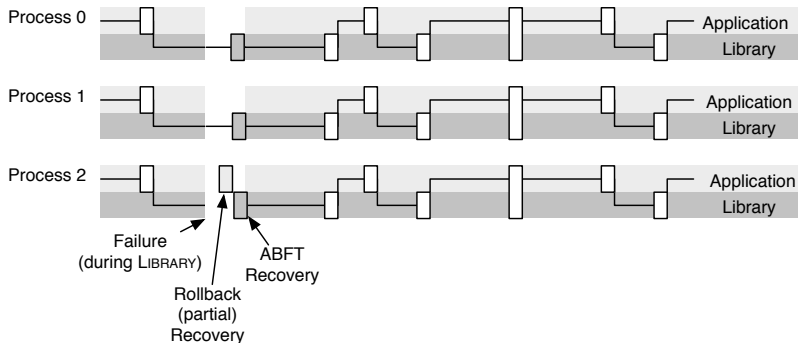 Process 0
Application
Library
Process 1
Application
Library
Process 2
Application
Library
Failure
(during LIBRARY)
ABFT
Recovery
Rollback
(partial)
Recovery